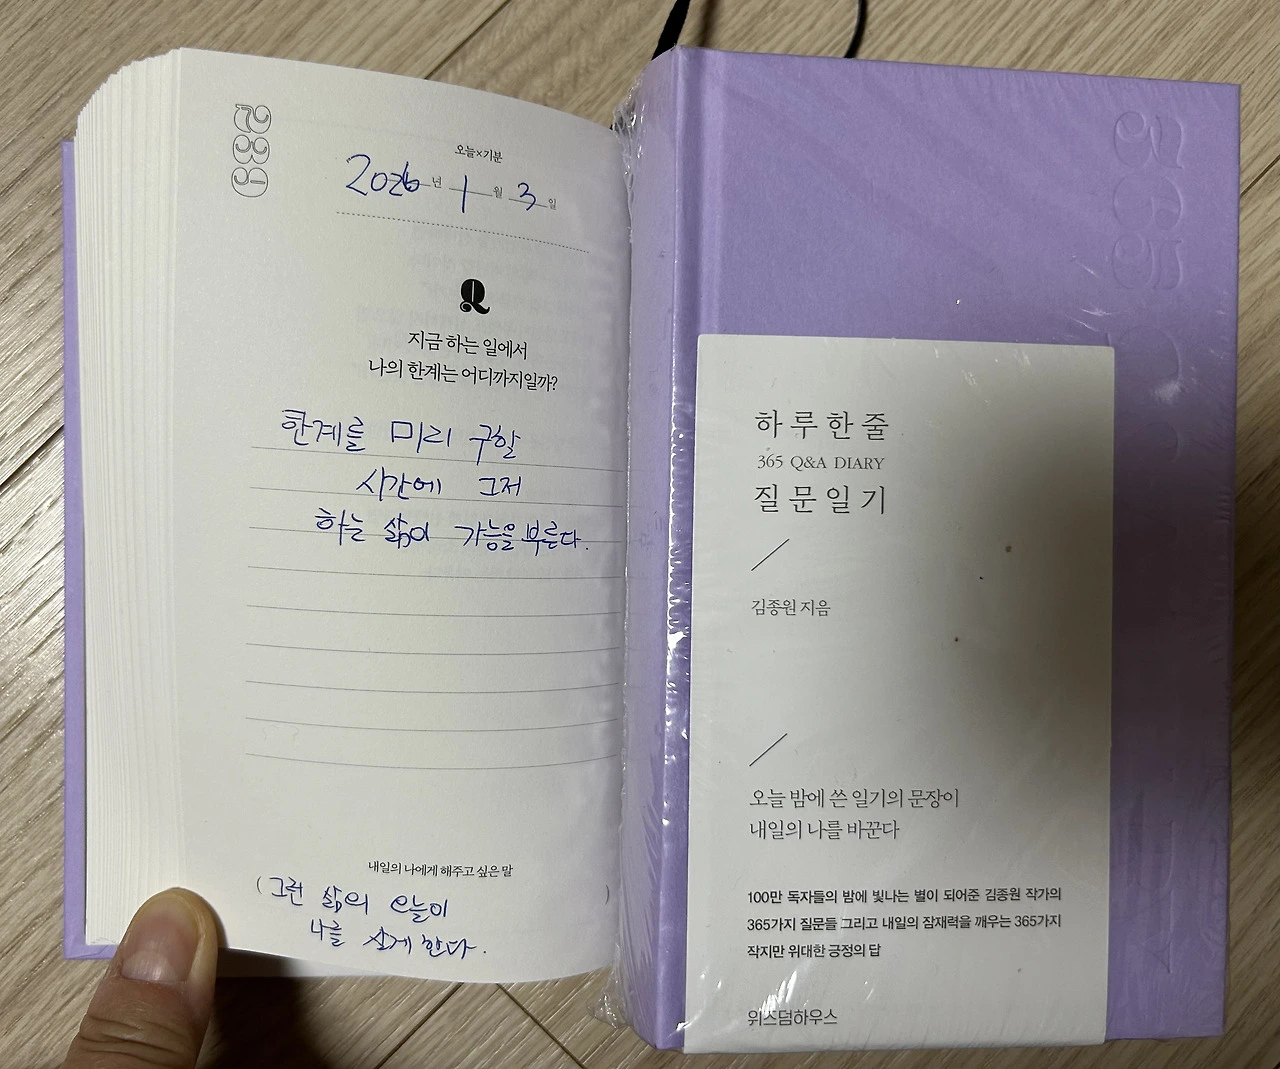 239
오늘×기분
2026 년 1 월 3 일
Q
지금 하는 일에서
나의 한계는 어디까지일까?
한계를 미리 구할
시간에 그저
하는 삶이 가능을 부른다.
내일의 나에게 해주고 싶은 말
( 그런 삶의 오늘이 )
나를 살게 한다.
365
하루한줄
365 Q&A DIARY
질문일기
김종원 지음
오늘 밤에 쓴 일기의 문장이
내일의 나를 바꾼다
100만 독자들의 밤에 빛나는 별이 되어준 김종원 작가의
365가지 질문들 그리고 내일의 잠재력을 깨우는 365가지
작지만 위대한 긍정의 답
위즈덤하우스